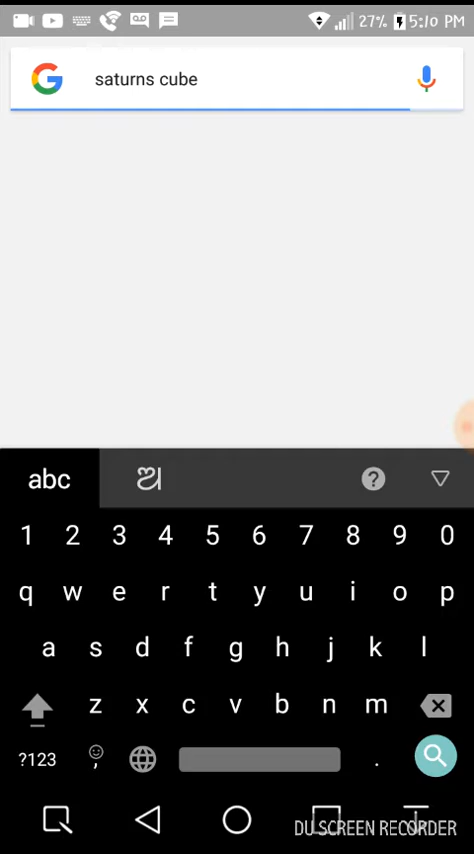 27% 5:10 PM
saturns cube
abc ଅ
1 2 3 4 5 6 7 8 9 0
q w e r t y u i o p
a s d f g h j k l
z x c v b n m
?123 , .
DU SCREEN RECORDER